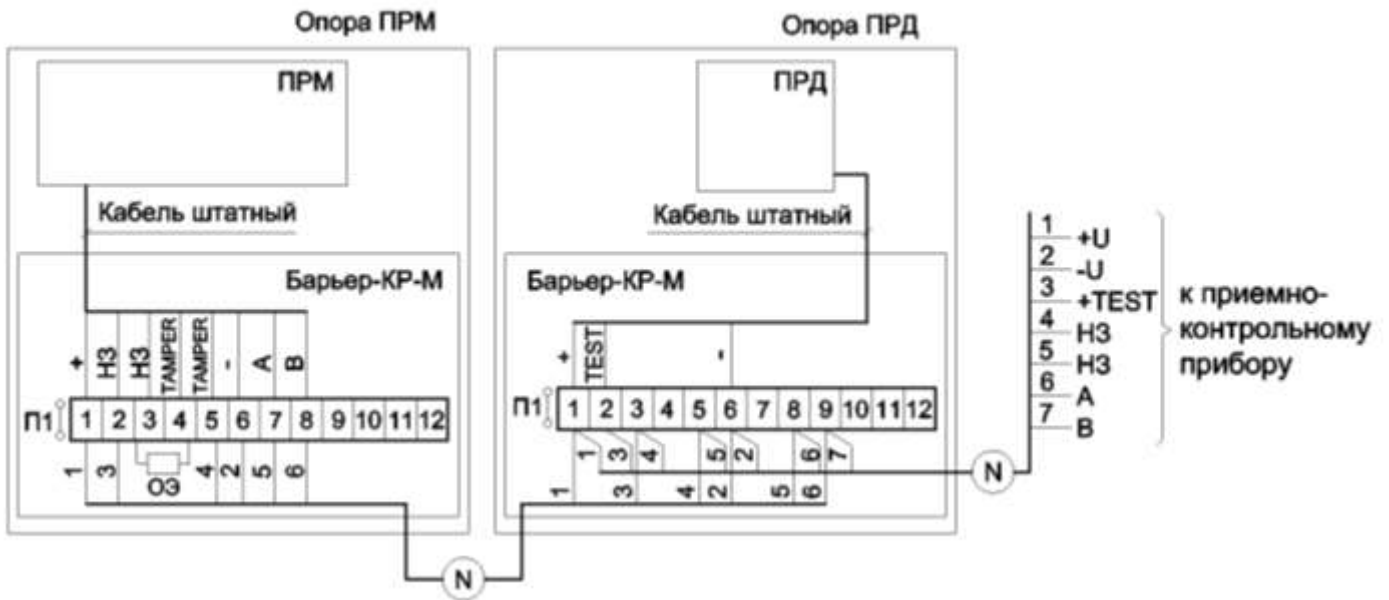 Опора ПРМ
Опора ПРД
ПРМ
ПРД
Кабель штатный
Кабель штатный
Барьер-КР-М
Барьер-КР-М
+ НЗ НЗ TAMPER TAMPER - A B
П1 1 2 3 4 5 6 7 8 9 10 11 12
1 3 ОЭ 4 2 5 6
+ TEST -
П1 1 2 3 4 5 6 7 8 9 10 11 12
1 3 4 5 2 6 7
1 3 4 2 5 6
N
N
1 +U
2 -U
3 +TEST
4 НЗ
5 НЗ
6 A
7 B
к приемно-
контрольному
прибору